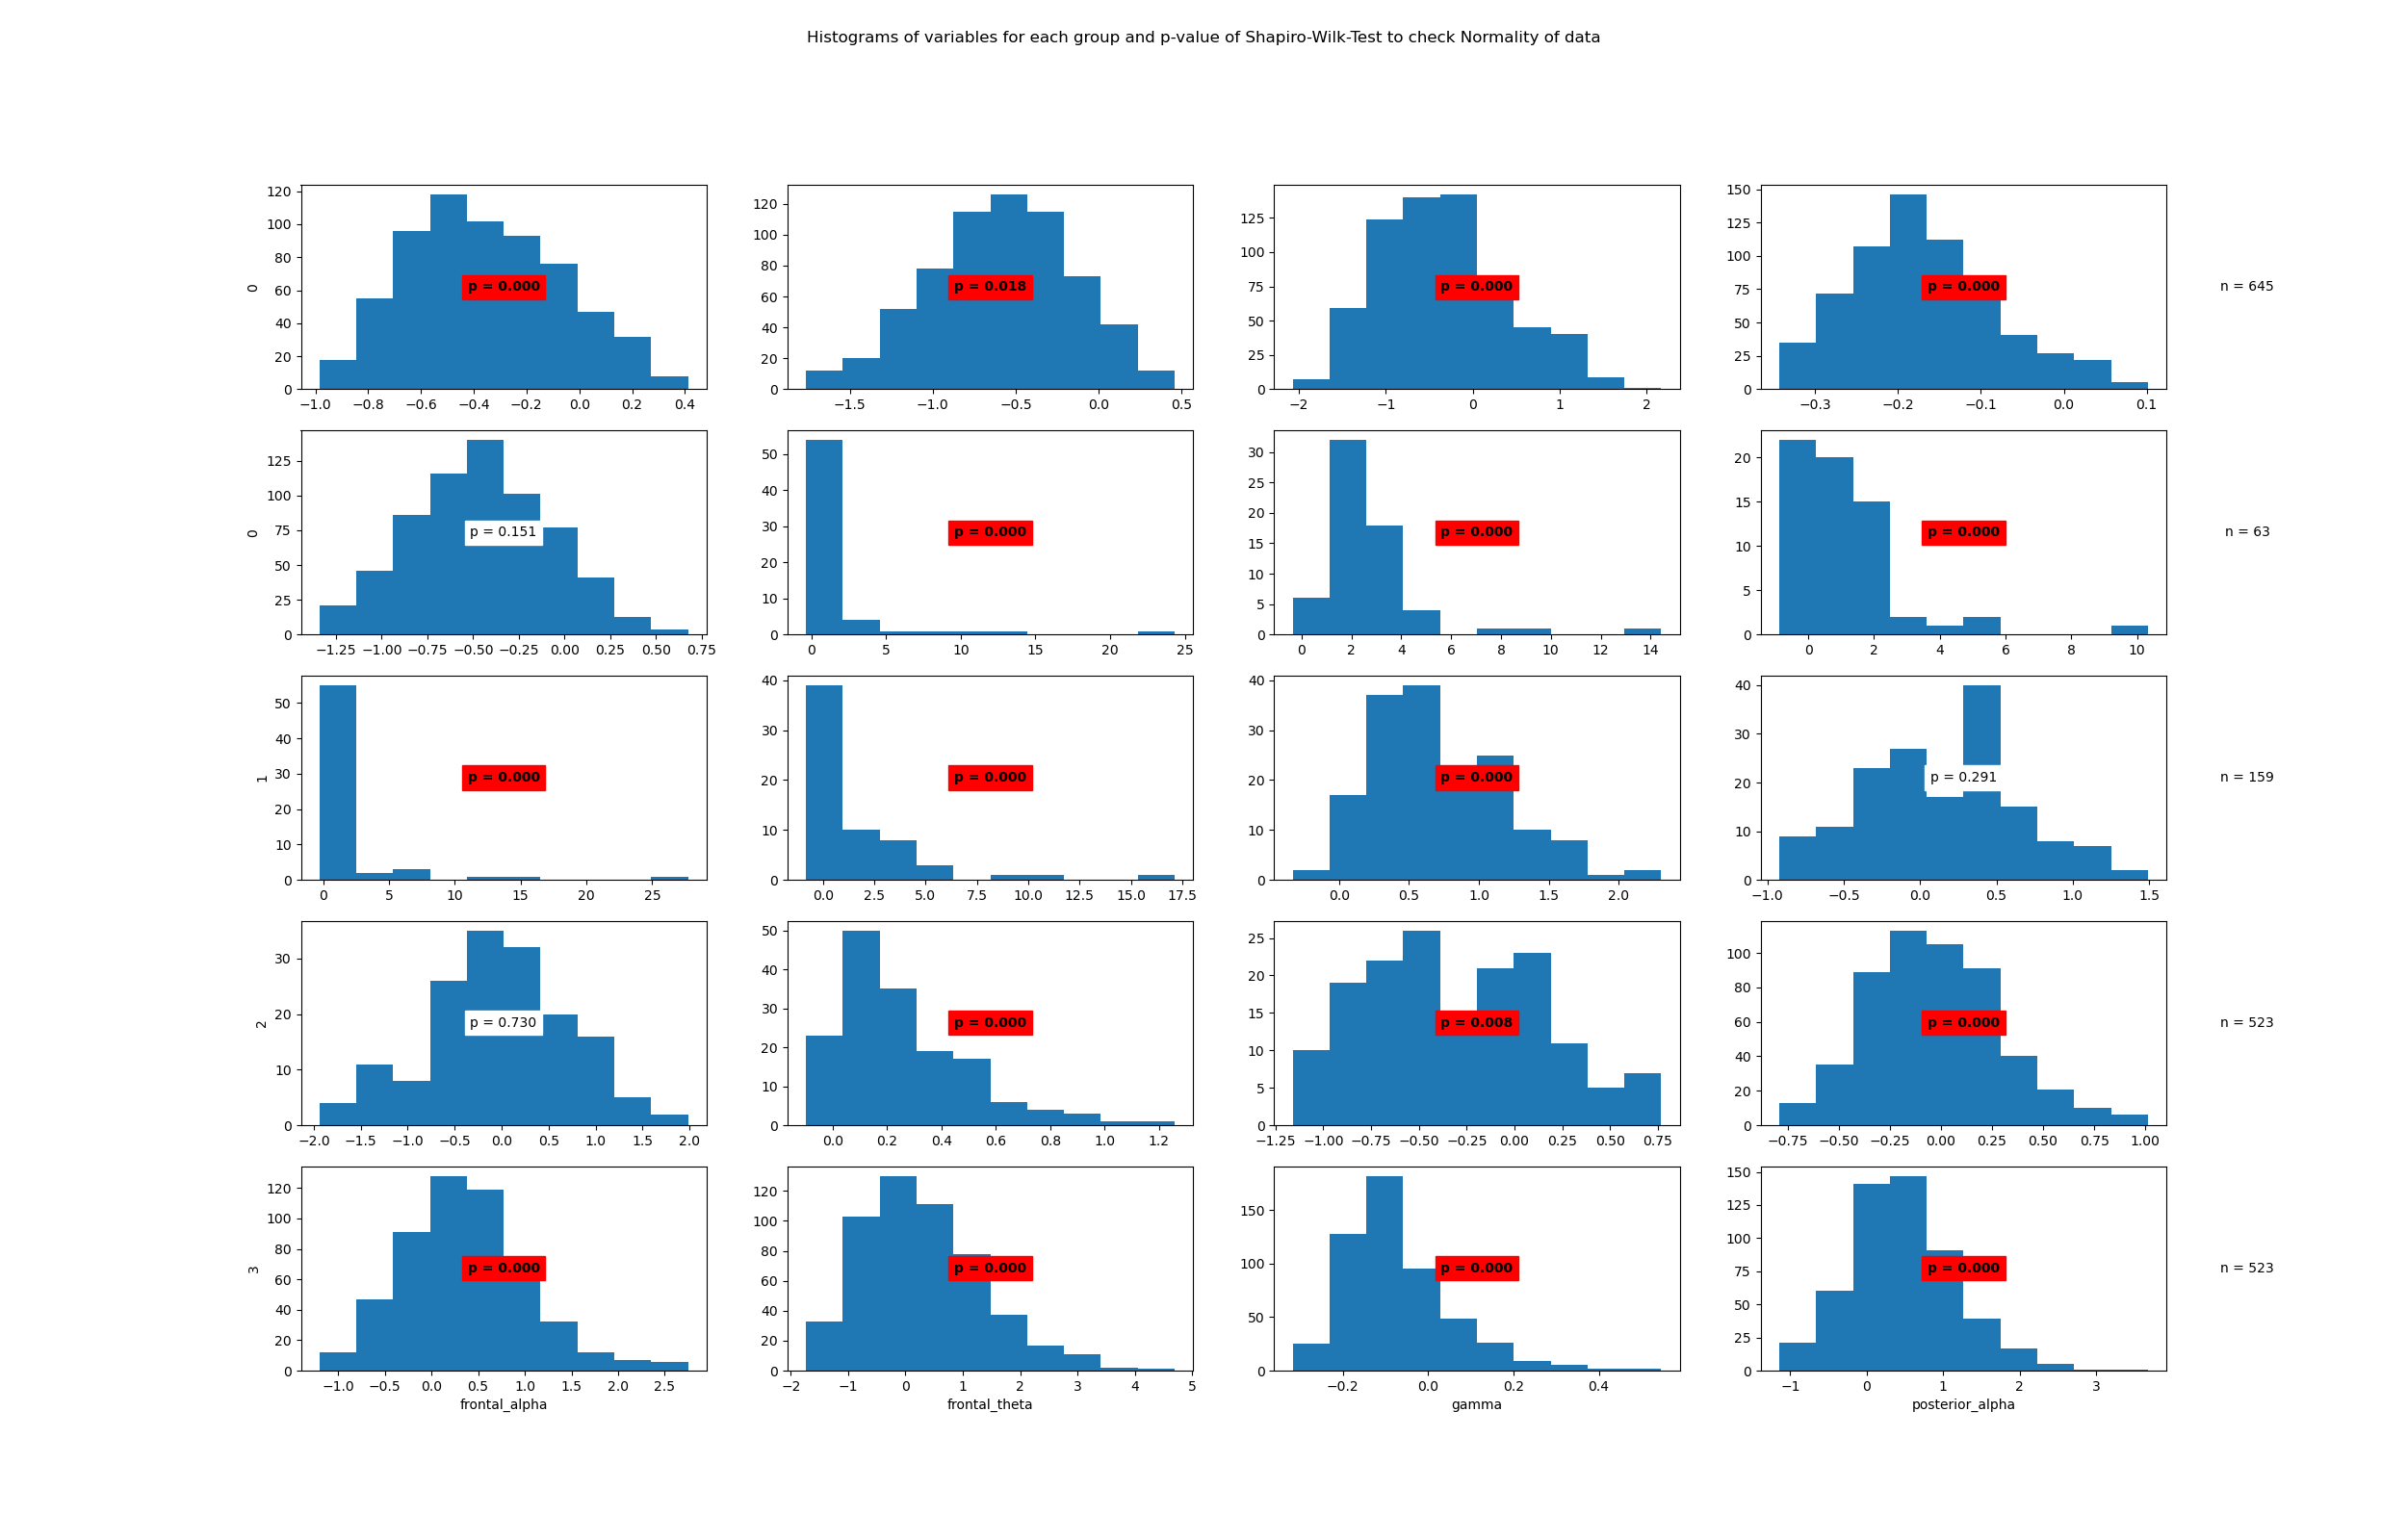 Histograms of variables for each group and p-value of Shapiro-Wilk-Test to check Normality of data
0
120
100
80
60
40
20
0
p = 0.000
−1.0 −0.8 −0.6 −0.4 −0.2 0.0 0.2 0.4
120
100
80
60
40
20
0
p = 0.018
−1.5 −1.0 −0.5 0.0 0.5
125
100
75
50
25
0
p = 0.000
−2 −1 0 1 2
150
125
100
75
50
25
0
p = 0.000
−0.3 −0.2 −0.1 0.0 0.1
n = 645
0
125
100
75
50
25
0
p = 0.151
−1.25 −1.00 −0.75 −0.50 −0.25 0.00 0.25 0.50 0.75
50
40
30
20
10
0
p = 0.000
0 5 10 15 20 25
30
25
20
15
10
5
0
p = 0.000
0 2 4 6 8 10 12 14
20
15
10
5
0
p = 0.000
0 2 4 6 8 10
n = 63
1
50
40
30
20
10
0
p = 0.000
0 5 10 15 20 25
40
30
20
10
0
p = 0.000
0.0 2.5 5.0 7.5 10.0 12.5 15.0 17.5
40
30
20
10
0
p = 0.000
0.0 0.5 1.0 1.5 2.0
40
30
20
10
0
p = 0.291
−1.0 −0.5 0.0 0.5 1.0 1.5
n = 159
2
30
20
10
0
p = 0.730
−2.0 −1.5 −1.0 −0.5 0.0 0.5 1.0 1.5 2.0
50
40
30
20
10
0
p = 0.000
0.0 0.2 0.4 0.6 0.8 1.0 1.2
25
20
15
10
5
0
p = 0.008
−1.25 −1.00 −0.75 −0.50 −0.25 0.00 0.25 0.50 0.75
100
80
60
40
20
0
p = 0.000
−0.75 −0.50 −0.25 0.00 0.25 0.50 0.75 1.00
n = 523
3
120
100
80
60
40
20
0
p = 0.000
−1.0 −0.5 0.0 0.5 1.0 1.5 2.0 2.5
frontal_alpha
120
100
80
60
40
20
0
p = 0.000
−2 −1 0 1 2 3 4 5
frontal_theta
150
100
50
0
p = 0.000
−0.2 0.0 0.2 0.4
gamma
150
125
100
75
50
25
0
p = 0.000
−1 0 1 2 3
posterior_alpha
n = 523